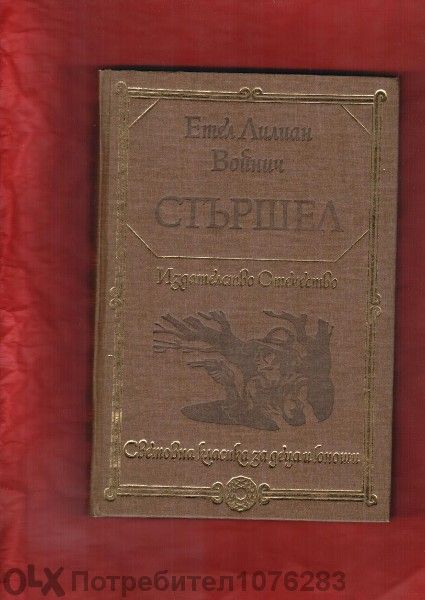 Етел Лилиан
Войнич
СТЪРШЕЛ
Издателство Отечество
Световна класика за деца и юноши
OLX Потребител1076283